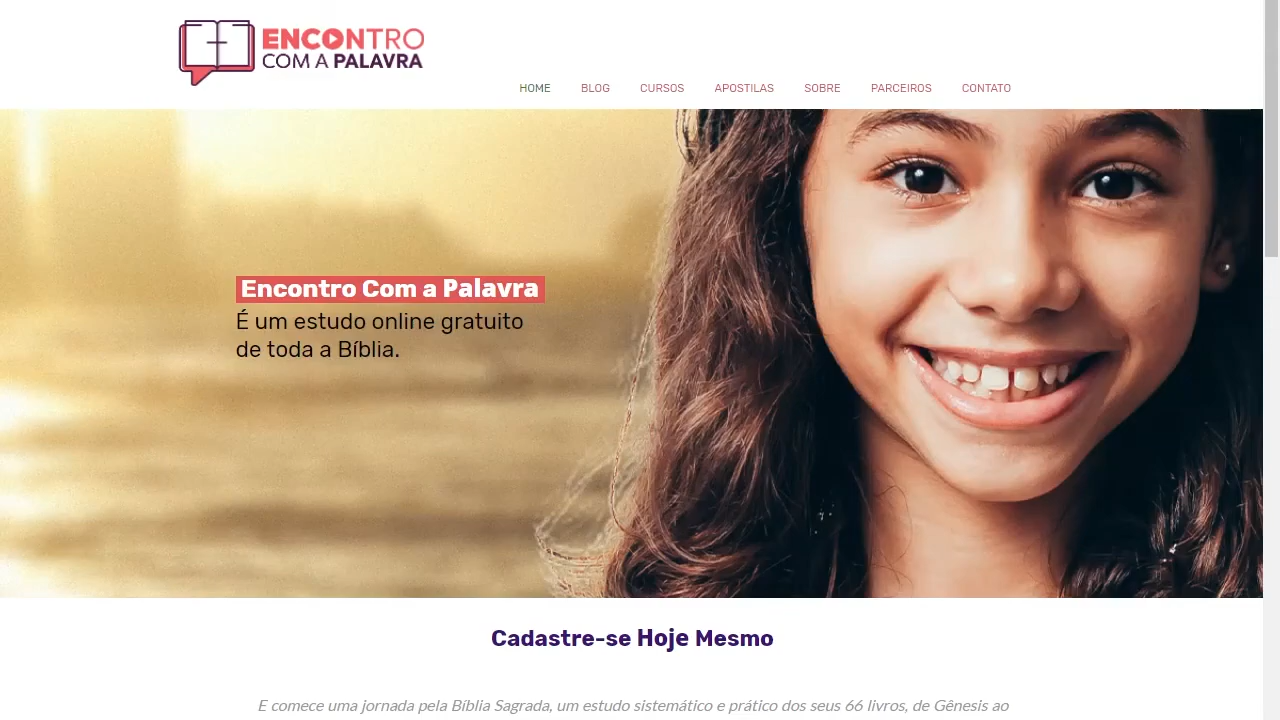 ENCONTRO
COM A PALAVRA
HOME BLOG CURSOS APOSTILAS SOBRE PARCEIROS CONTATO
Encontro Com a Palavra
É um estudo online gratuito
de toda a Bíblia.
Cadastre-se Hoje Mesmo
E comece uma jornada pela Bíblia Sagrada, um estudo sistemático e prático dos seus 66 livros, de Gênesis ao